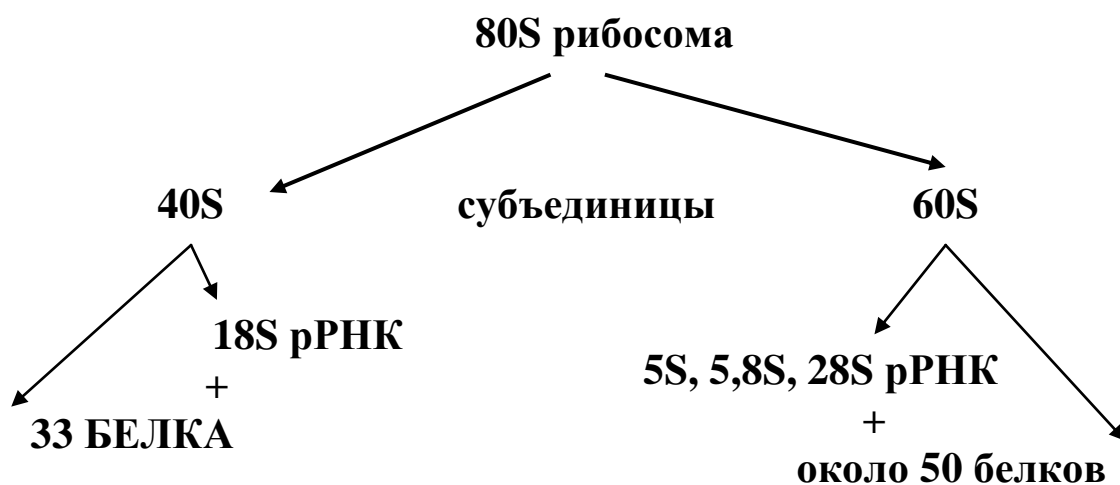 80S рибосома
40S субъединицы 60S
18S рРНК
+
33 БЕЛКА
5S, 5,8S, 28S рРНК
+
около 50 белков